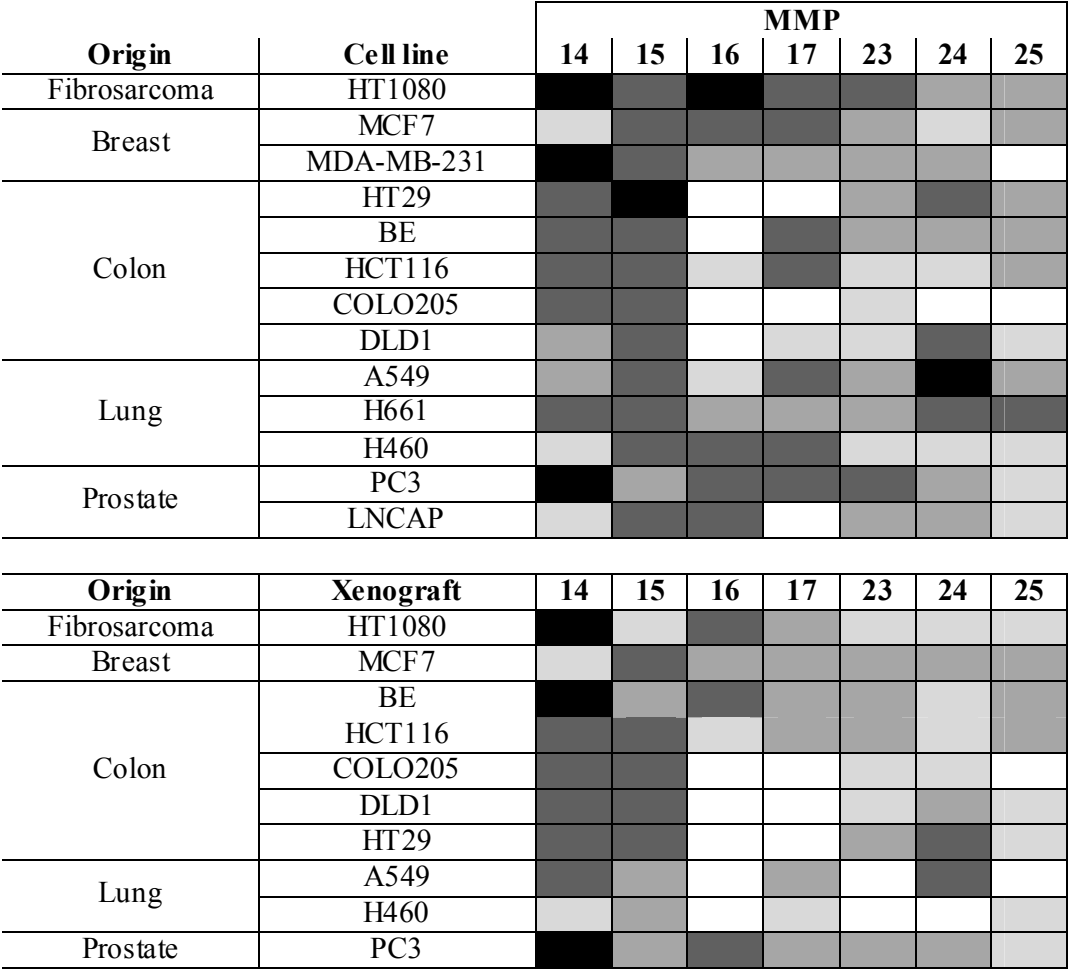 MMP
Origin Cell line 14 15 16 17 23 24 25
Fibrosarcoma HT1080
Breast MCF7
MDA-MB-231
Colon HT29
BE
HCT116
COLO205
DLD1
Lung A549
H661
H460
Prostate PC3
LNCAP
Origin Xenograft 14 15 16 17 23 24 25
Fibrosarcoma HT1080
Breast MCF7
Colon BE
HCT116
COLO205
DLD1
HT29
Lung A549
H460
Prostate PC3